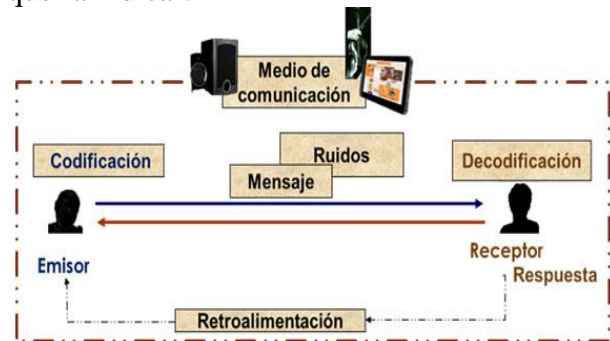 Medio de
comunicación
Codificación
Ruidos
Decodificación
Mensaje
Emisor
Receptor
Respuesta
Retroalimentación